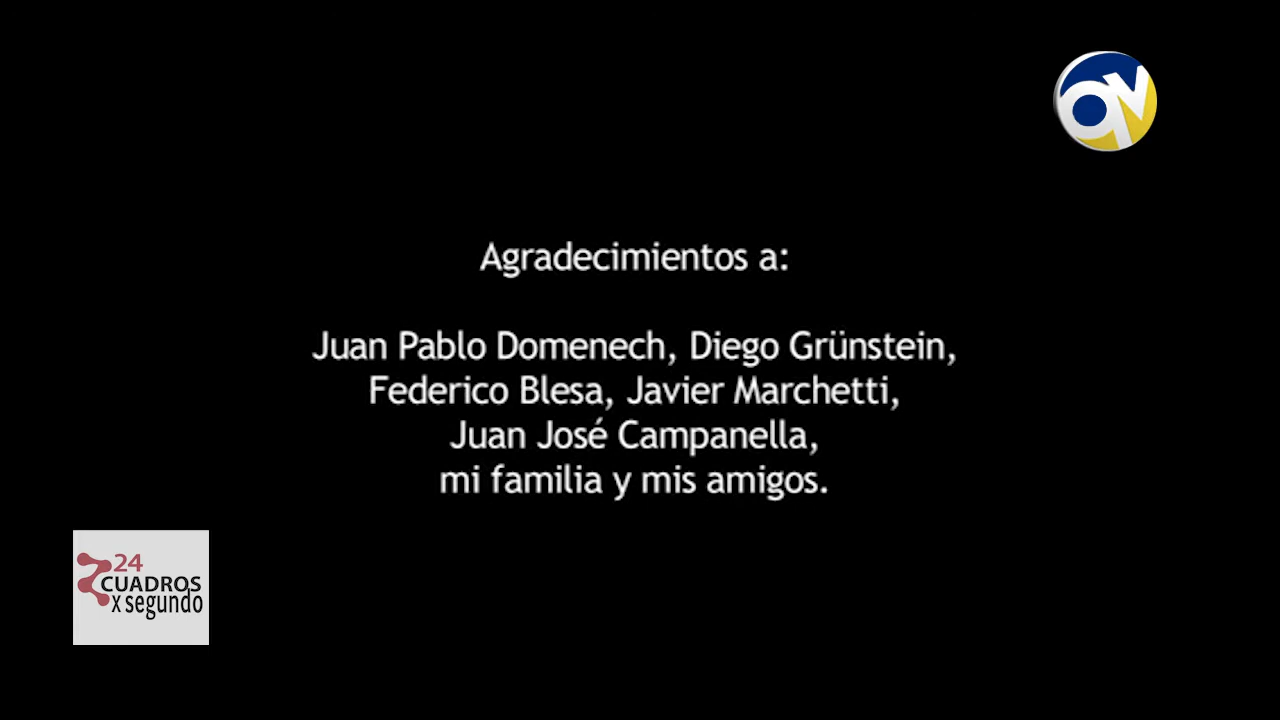 Agradecimientos a:
Juan Pablo Domenech, Diego Grünstein,
Federico Blesa, Javier Marchetti,
Juan José Campanella,
mi familia y mis amigos.
24
CUADROS
x segundo